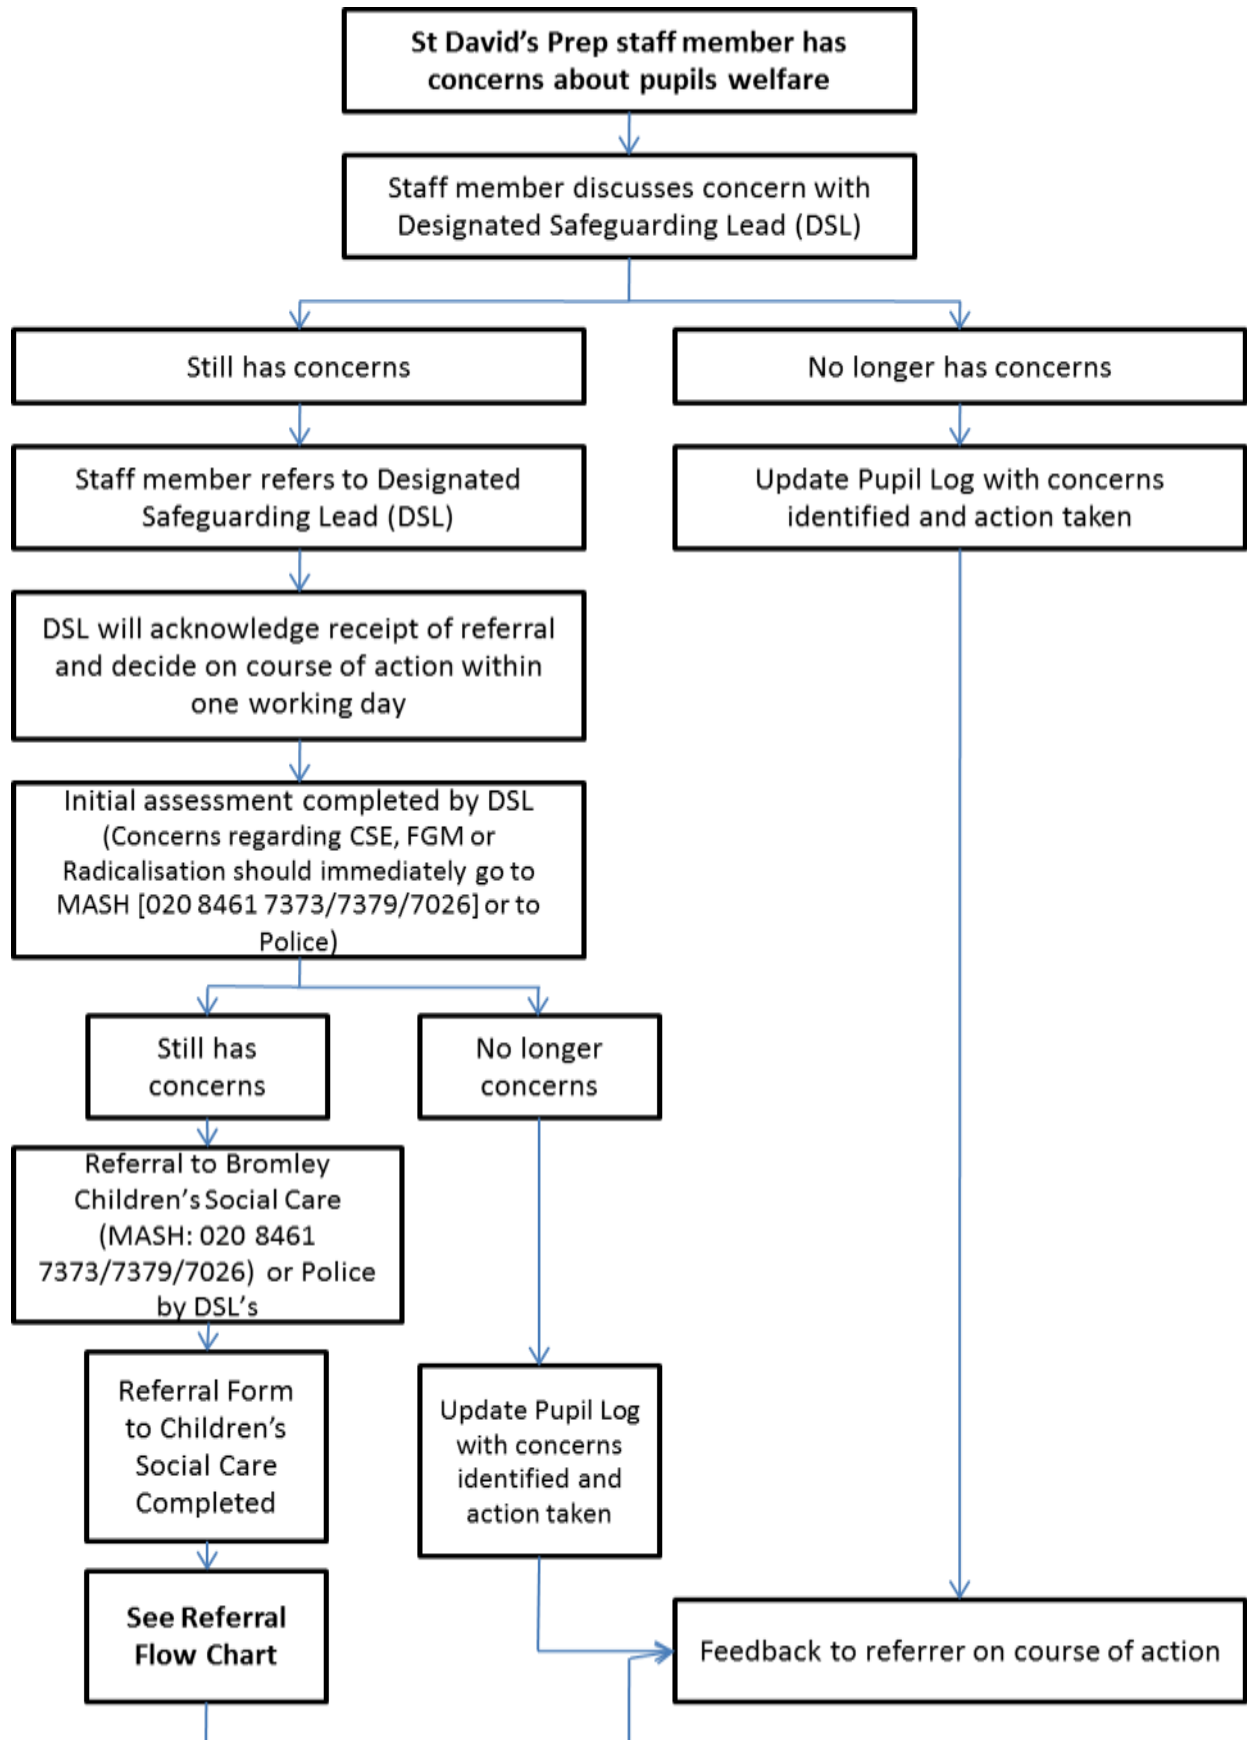 St David’s Prep staff member has
concerns about pupils welfare
Staff member discusses concern with
Designated Safeguarding Lead (DSL)
Still has concerns
No longer has concerns
Staff member refers to Designated
Safeguarding Lead (DSL)
Update Pupil Log with concerns
identified and action taken
DSL will acknowledge receipt of referral
and decide on course of action within
one working day
Initial assessment completed by DSL
(Concerns regarding CSE, FGM or
Radicalisation should immediately go to
MASH [020 8461 7373/7379/7026] or to
Police)
Still has
concerns
No longer
concerns
Referral to Bromley
Children’s Social Care
(MASH: 020 8461
7373/7379/7026) or Police
by DSL’s
Referral Form
to Children’s
Social Care
Completed
Update Pupil Log
with concerns
identified and
action taken
See Referral
Flow Chart
Feedback to referrer on course of action